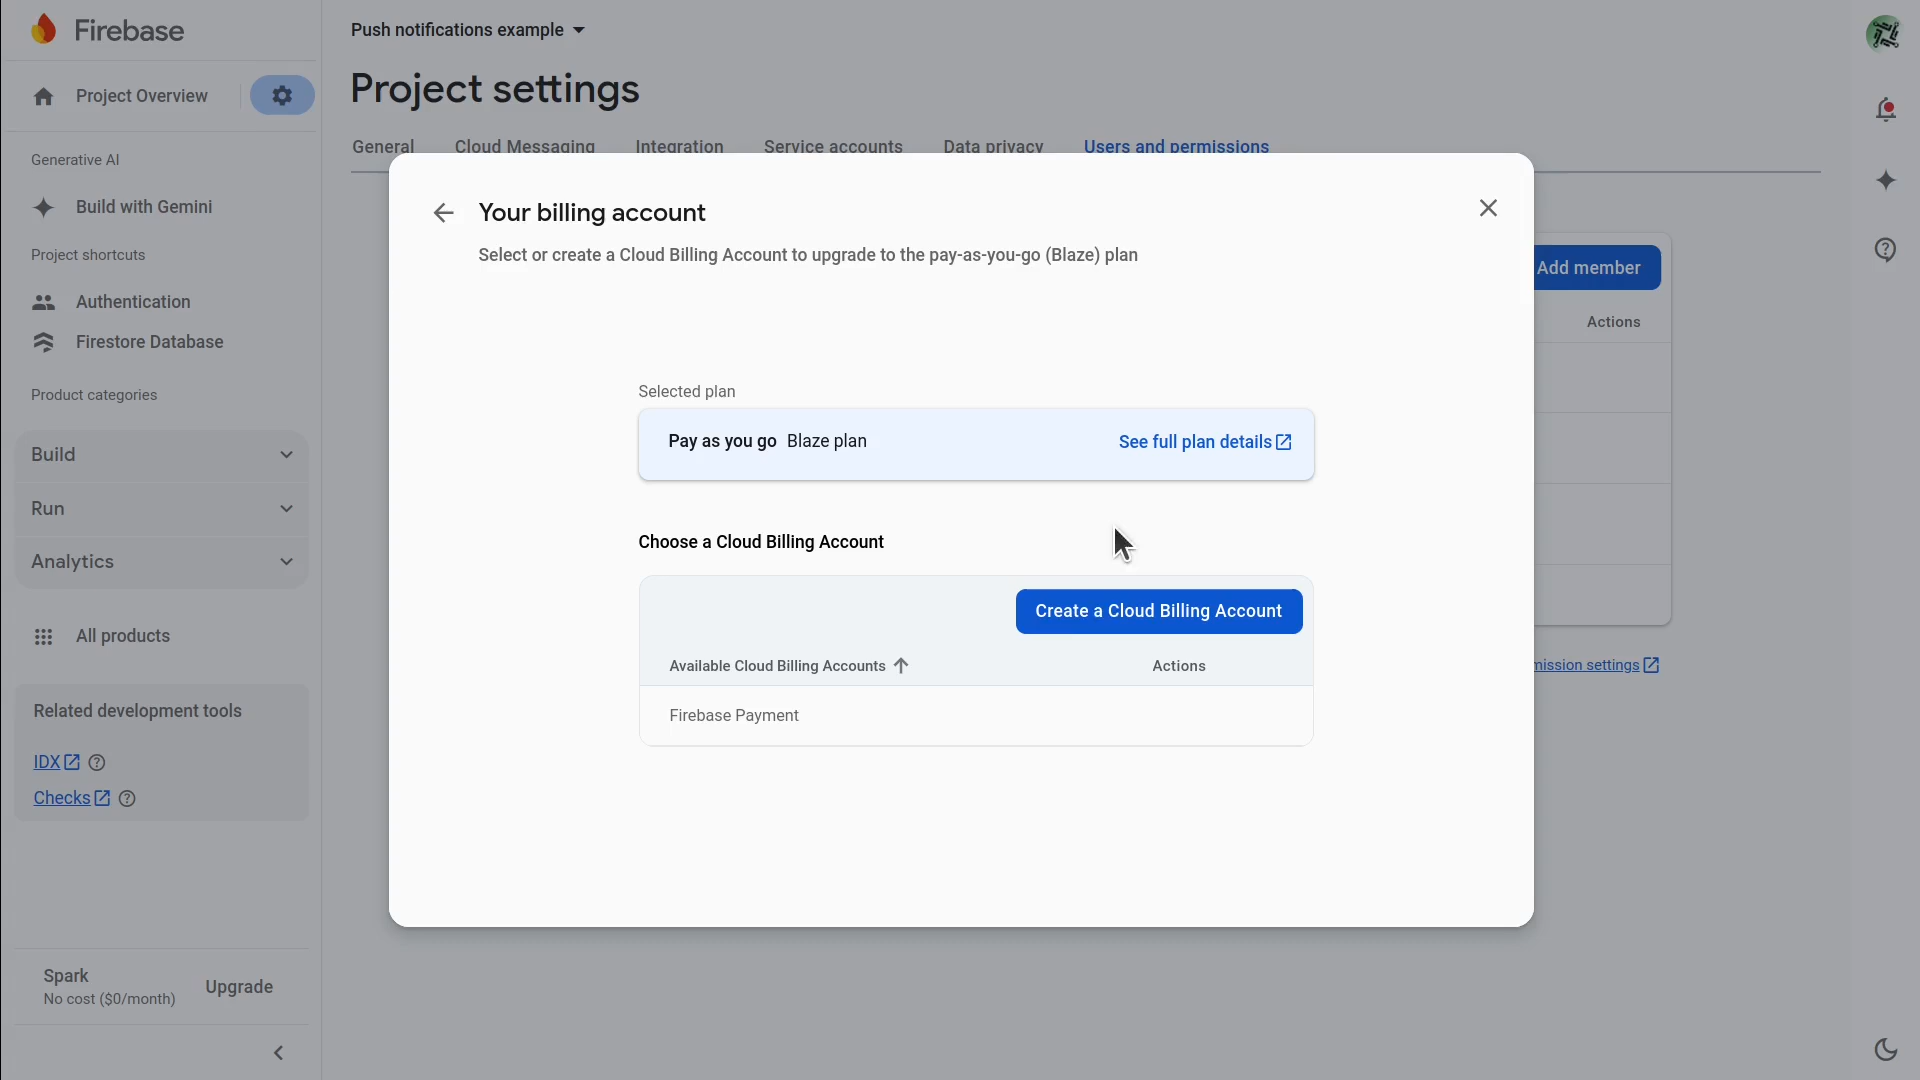 Firebase
Push notifications example
Project Overview
Project settings
General
Cloud Messaging
Integration
Service accounts
Data privacy
Users and permissions
Generative AI
Build with Gemini
Project shortcuts
Authentication
Firestore Database
Product categories
Build
Run
Analytics
All products
Related development tools
IDX
Checks
Spark
No cost ($0/month)
Upgrade
Your billing account
Select or create a Cloud Billing Account to upgrade to the pay-as-you-go (Blaze) plan
Selected plan
Pay as you go Blaze plan
See full plan details
Choose a Cloud Billing Account
Create a Cloud Billing Account
Available Cloud Billing Accounts
Actions
Firebase Payment
Add member
Actions
mission settings